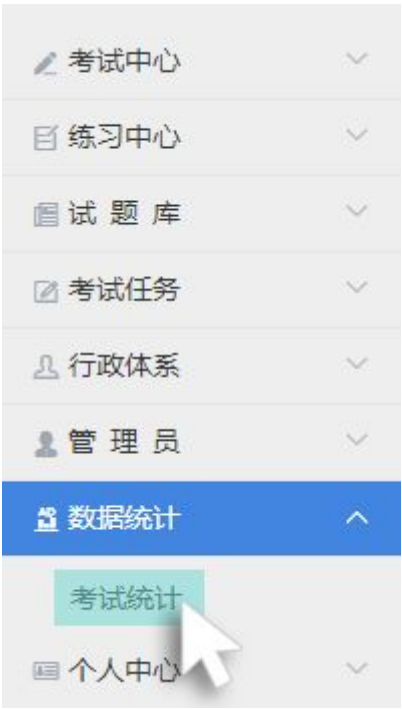 考试中心
练习中心
试 题 库
考试任务
行政体系
管 理 员
数据统计
考试统计
个人中心